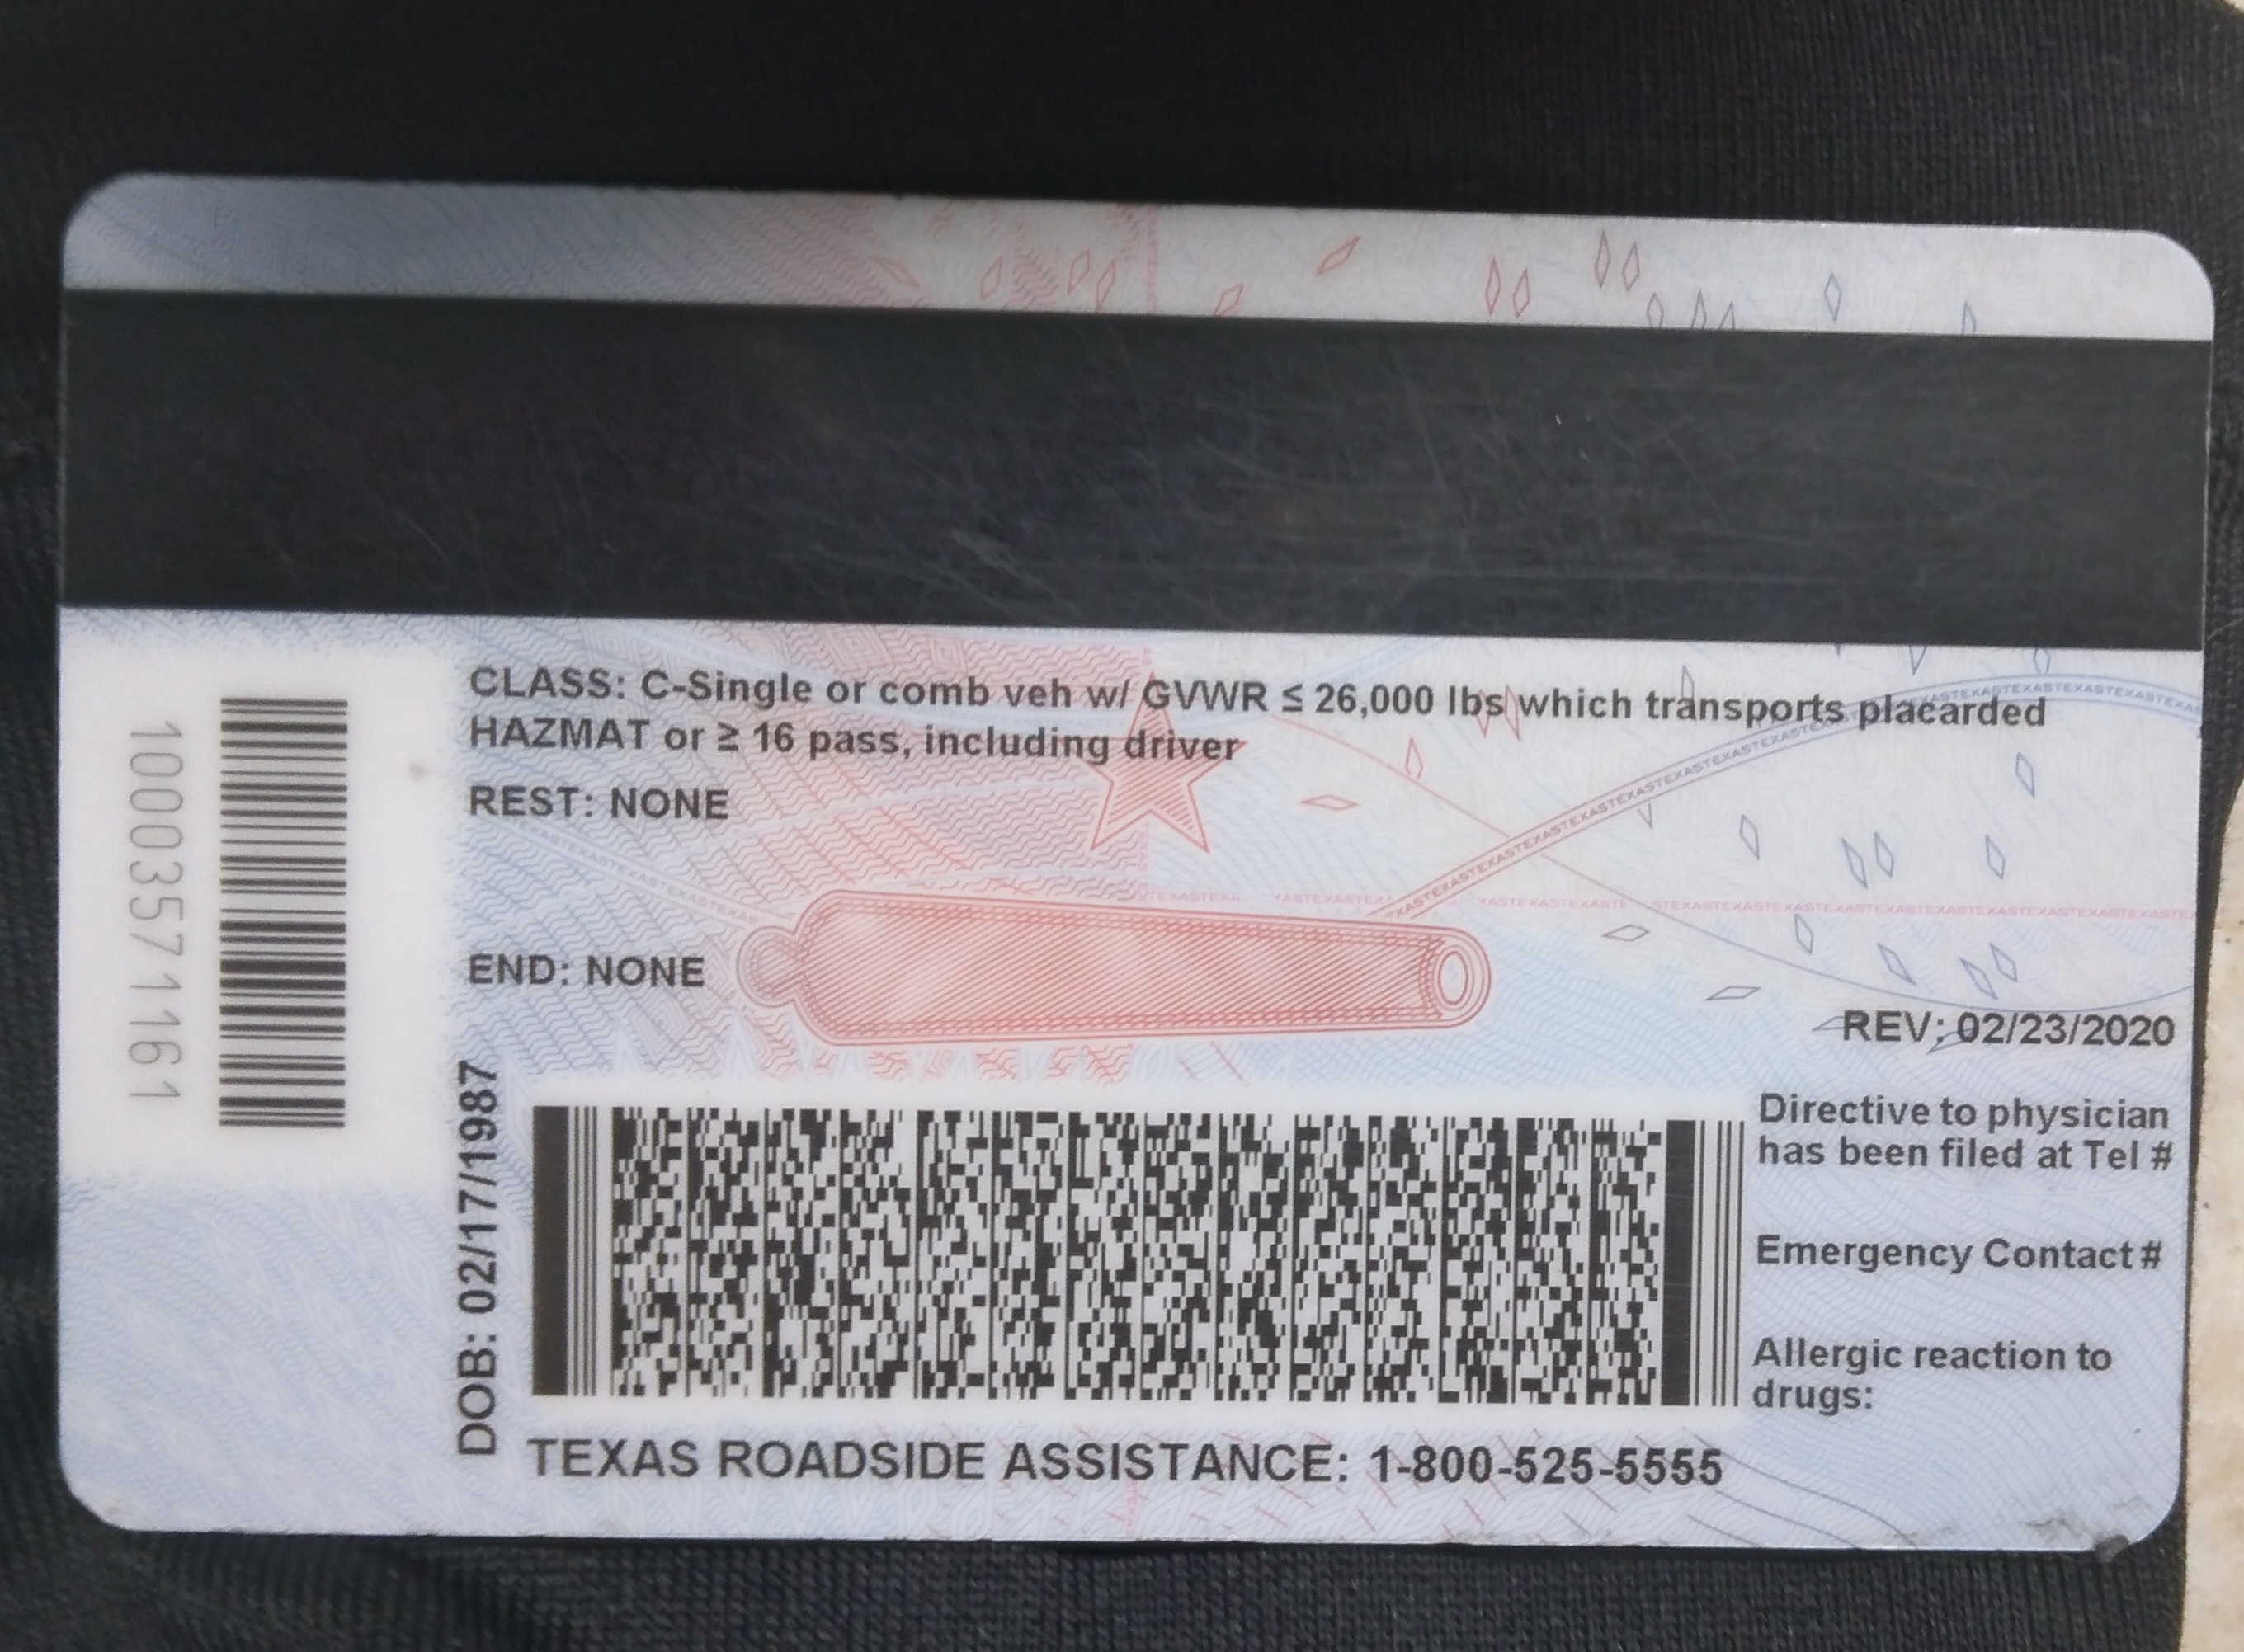 CLASS: C-Single or comb veh w/ GVWR ≤ 26,000 lbs which transports placarded
HAZMAT or ≥ 16 pass, including driver
REST: NONE
END: NONE
REV: 02/23/2020
10003571161
DOB: 02/17/1987
Directive to physician
has been filed at Tel #
Emergency Contact #
Allergic reaction to
drugs:
TEXAS ROADSIDE ASSISTANCE: 1-800-525-5555